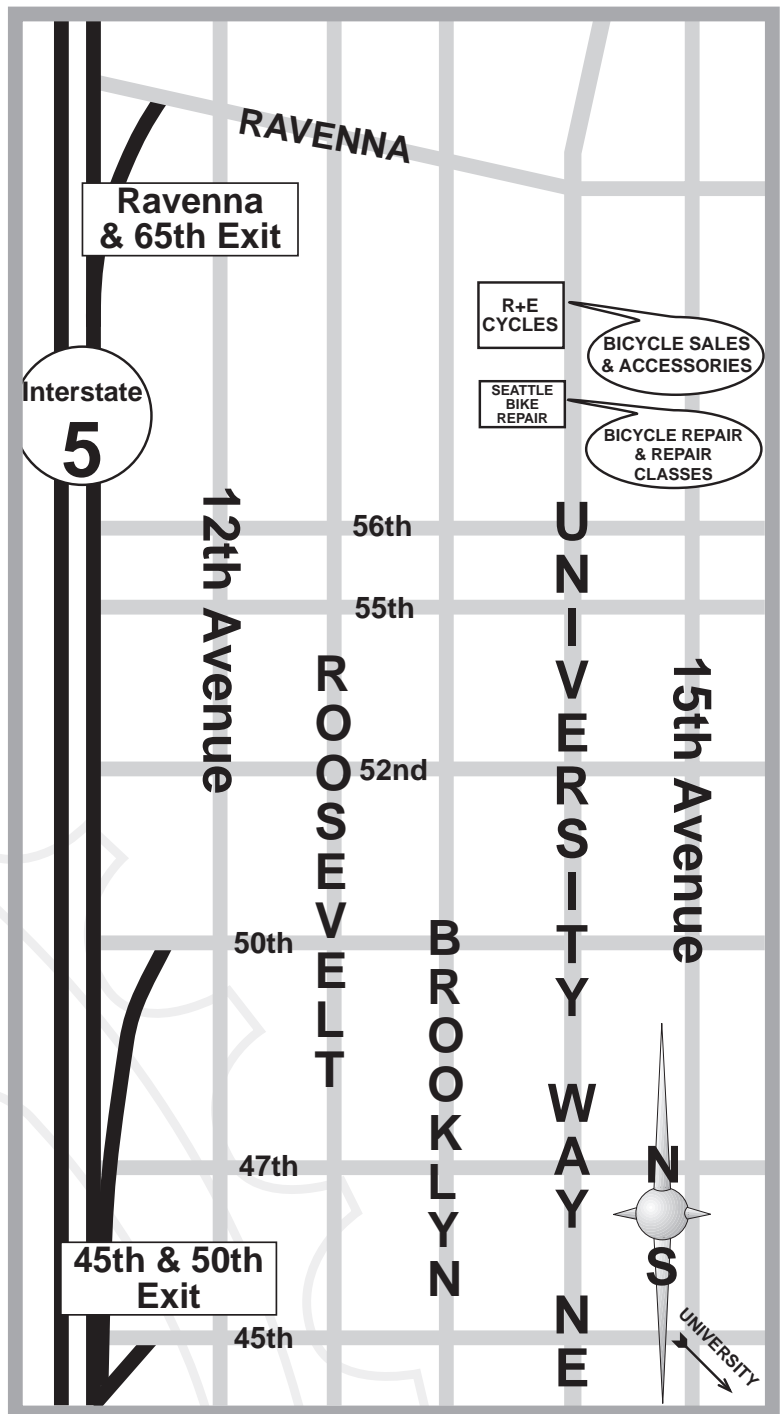 RAVENNA
Ravenna
& 65th Exit
R+E
CYCLES
BICYCLE SALES
& ACCESSORIES
Interstate
5
SEATTLE
BIKE
REPAIR
BICYCLE REPAIR
& REPAIR
CLASSES
12th Avenue
56th
UNIVERSITY WAY NE
55th
ROOSEVELT
15th Avenue
52nd
BROOKLYN
50th
47th
N
S
45th & 50th
Exit
45th
UNIVERSITY